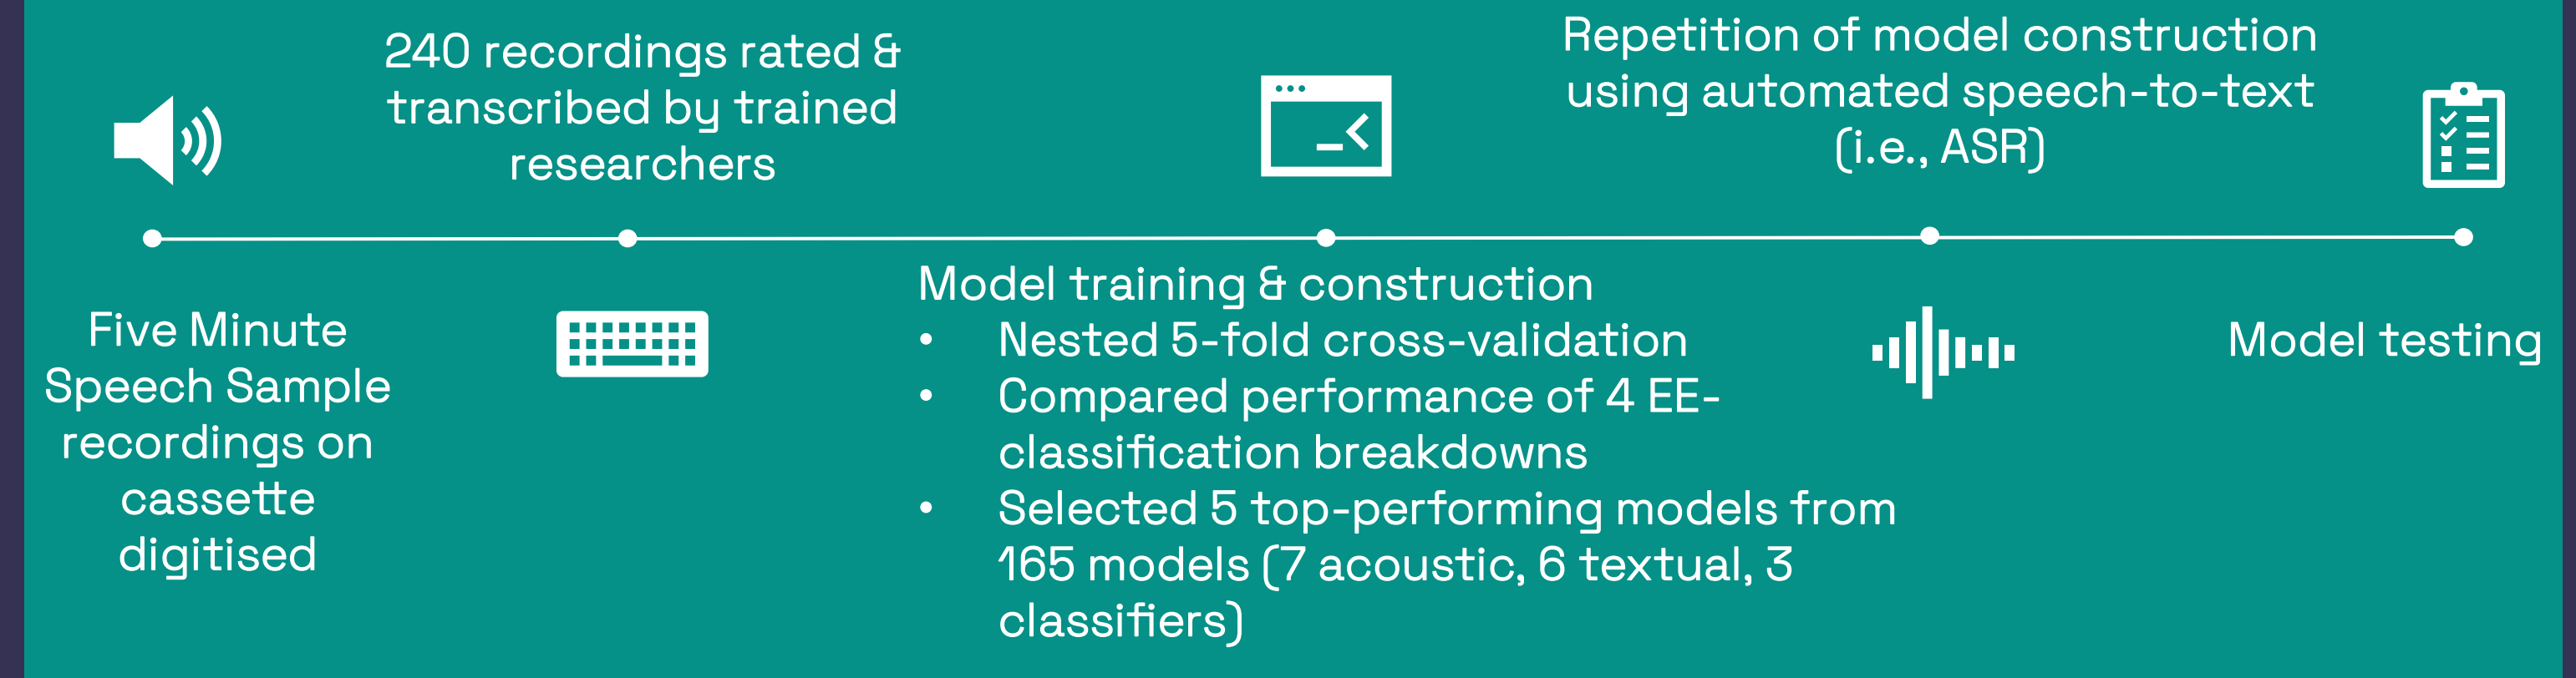 Five Minute
Speech Sample
recordings on
cassette
digitised
240 recordings rated &
transcribed by trained
researchers
Model training & construction
• Nested 5-fold cross-validation
• Compared performance of 4 EE-
classification breakdowns
• Selected 5 top-performing models from
165 models (7 acoustic, 6 textual, 3
classifiers)
Repetition of model construction
using automated speech-to-text
(i.e., ASR)
Model testing